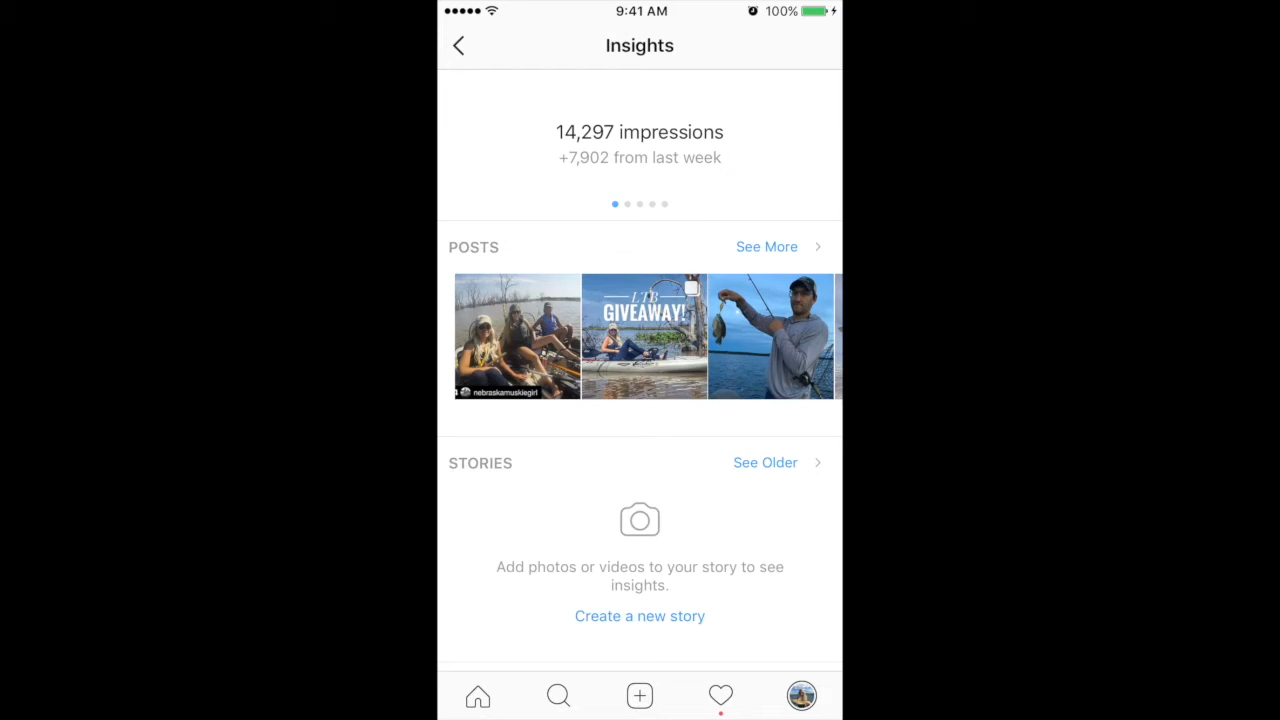 9:41 AM
100%
Insights
14,297 impressions
+7,902 from last week
POSTS
See More
LTB
GIVEAWAY!
nebraskamuskiegirl
STORIES
See Older
Add photos or videos to your story to see
insights.
Create a new story